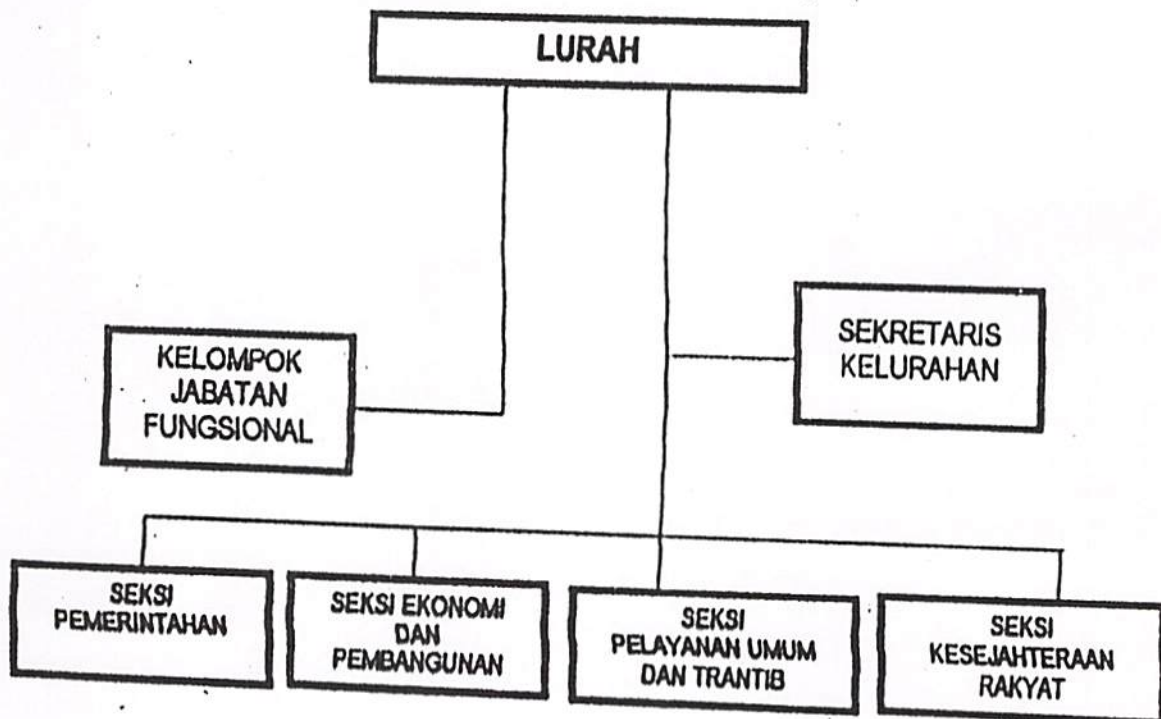 LURAH
KELOMPOK
JABATAN
FUNGSIONAL
SEKRETARIS
KELURAHAN
SEKSI
PEMERINTAHAN
SEKSI EKONOMI
DAN
PEMBANGUNAN
SEKSI
PELAYANAN UMUM
DAN TRANTIB
SEKSI
KESEJAHTERAAN
RAKYAT